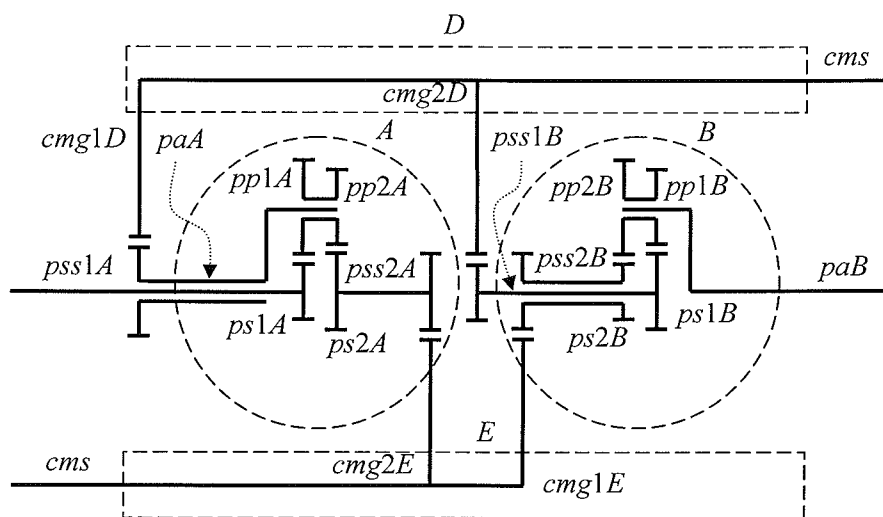 D
cms
cmg2D
cmg1D
paA
A
pss1B
B
pp1A
pp2A
pp2B
pp1B
pss1A
pss2A
pss2B
paB
ps1A
ps2A
ps2B
ps1B
E
cms
cmg2E
cmg1E